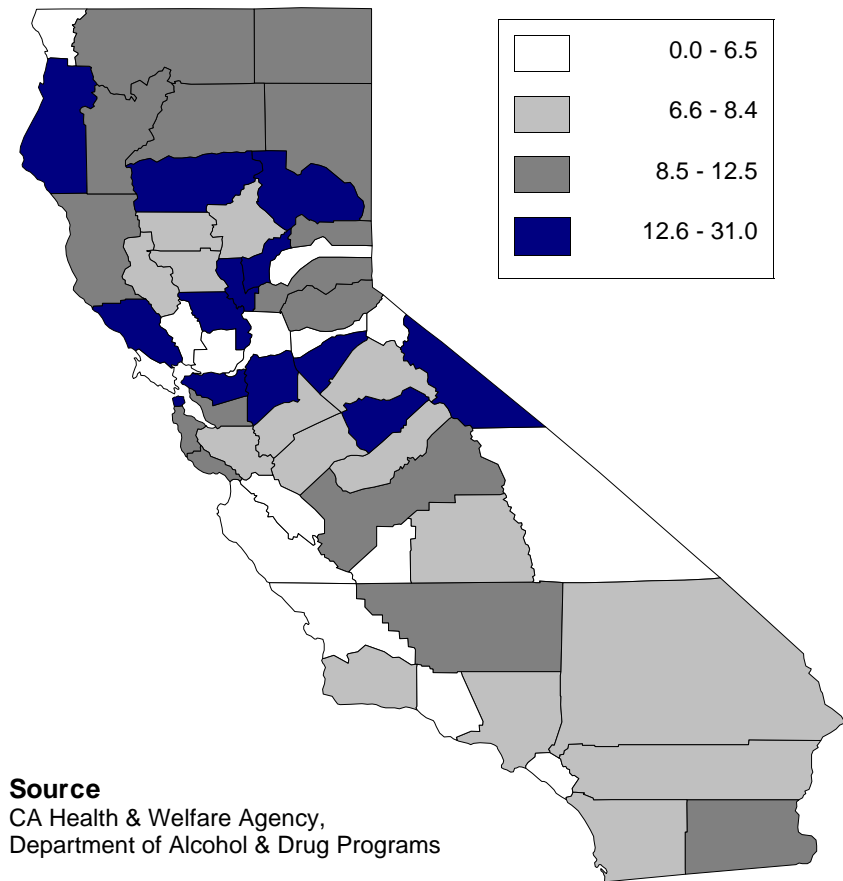 0.0 - 6.5
6.6 - 8.4
8.5 - 12.5
12.6 - 31.0
Source
CA Health & Welfare Agency,
Department of Alcohol & Drug Programs